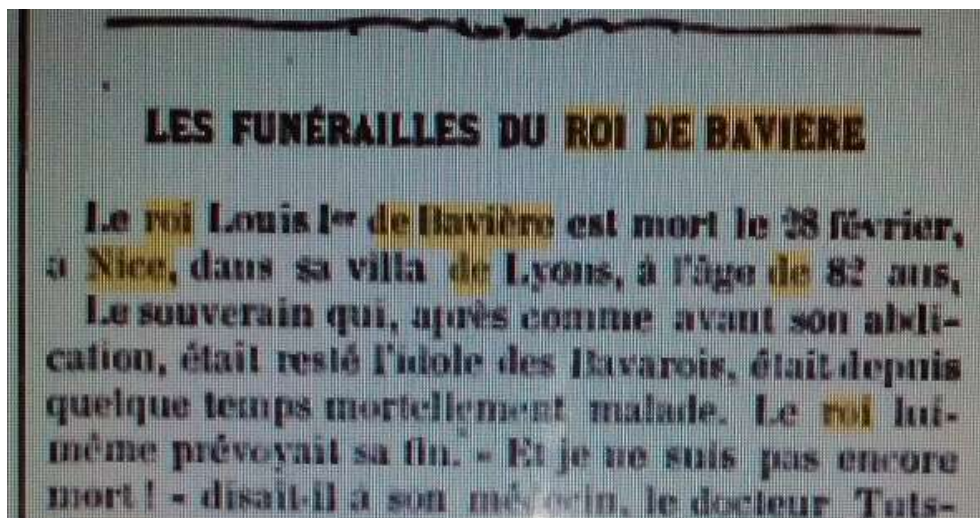 LES FUNÉRAILLES DU ROI DE BAVIÈRE
Le roi Louis Ier de Bavière est mort le 28 février,
à Nice, dans sa villa de Lyons, à l'âge de 82 ans,
Le souverain qui, après comme avant son abdi-
cation, était resté l'idole des Bavarois, était depuis
quelque temps mortellement malade. Le roi lui-
même prévoyait sa fin. « Et je ne suis pas encore
mort ! » disait-il à son médecin, le docteur Tuts-